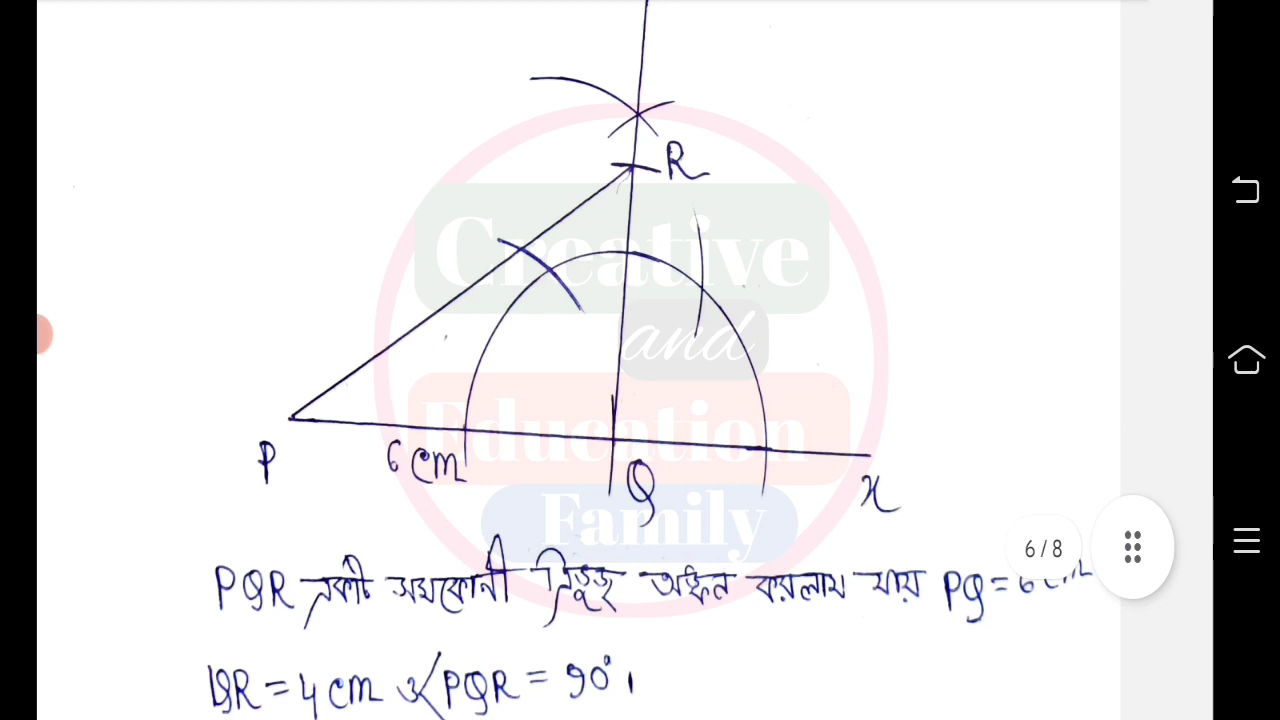 R
Creative
and
Education
P
6 cm
Q
x
Family
6/8
PQR একটি সমকোনী ত্রিভুজ অঙ্কন করলাম যায় PQ = 6 cm
QR = 4 cm ও ∠PQR = 90° ।